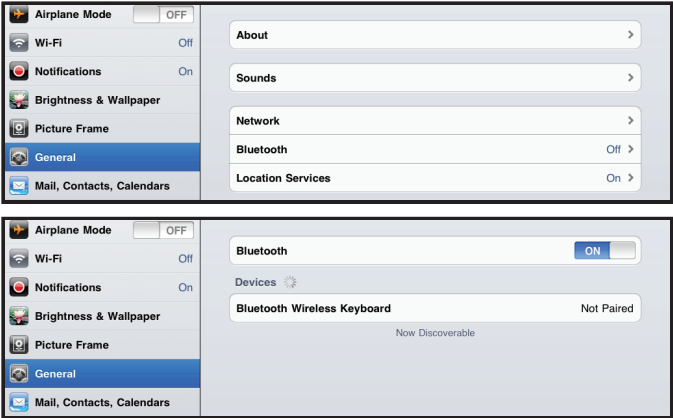 Airplane Mode OFF
Wi-Fi Off
Notifications On
Brightness & Wallpaper
Picture Frame
General
Mail, Contacts, Calendars
About
Sounds
Network
Bluetooth Off
Location Services On
Airplane Mode OFF
Wi-Fi Off
Notifications On
Brightness & Wallpaper
Picture Frame
General
Mail, Contacts, Calendars
Bluetooth ON
Devices
Bluetooth Wireless Keyboard Not Paired
Now Discoverable